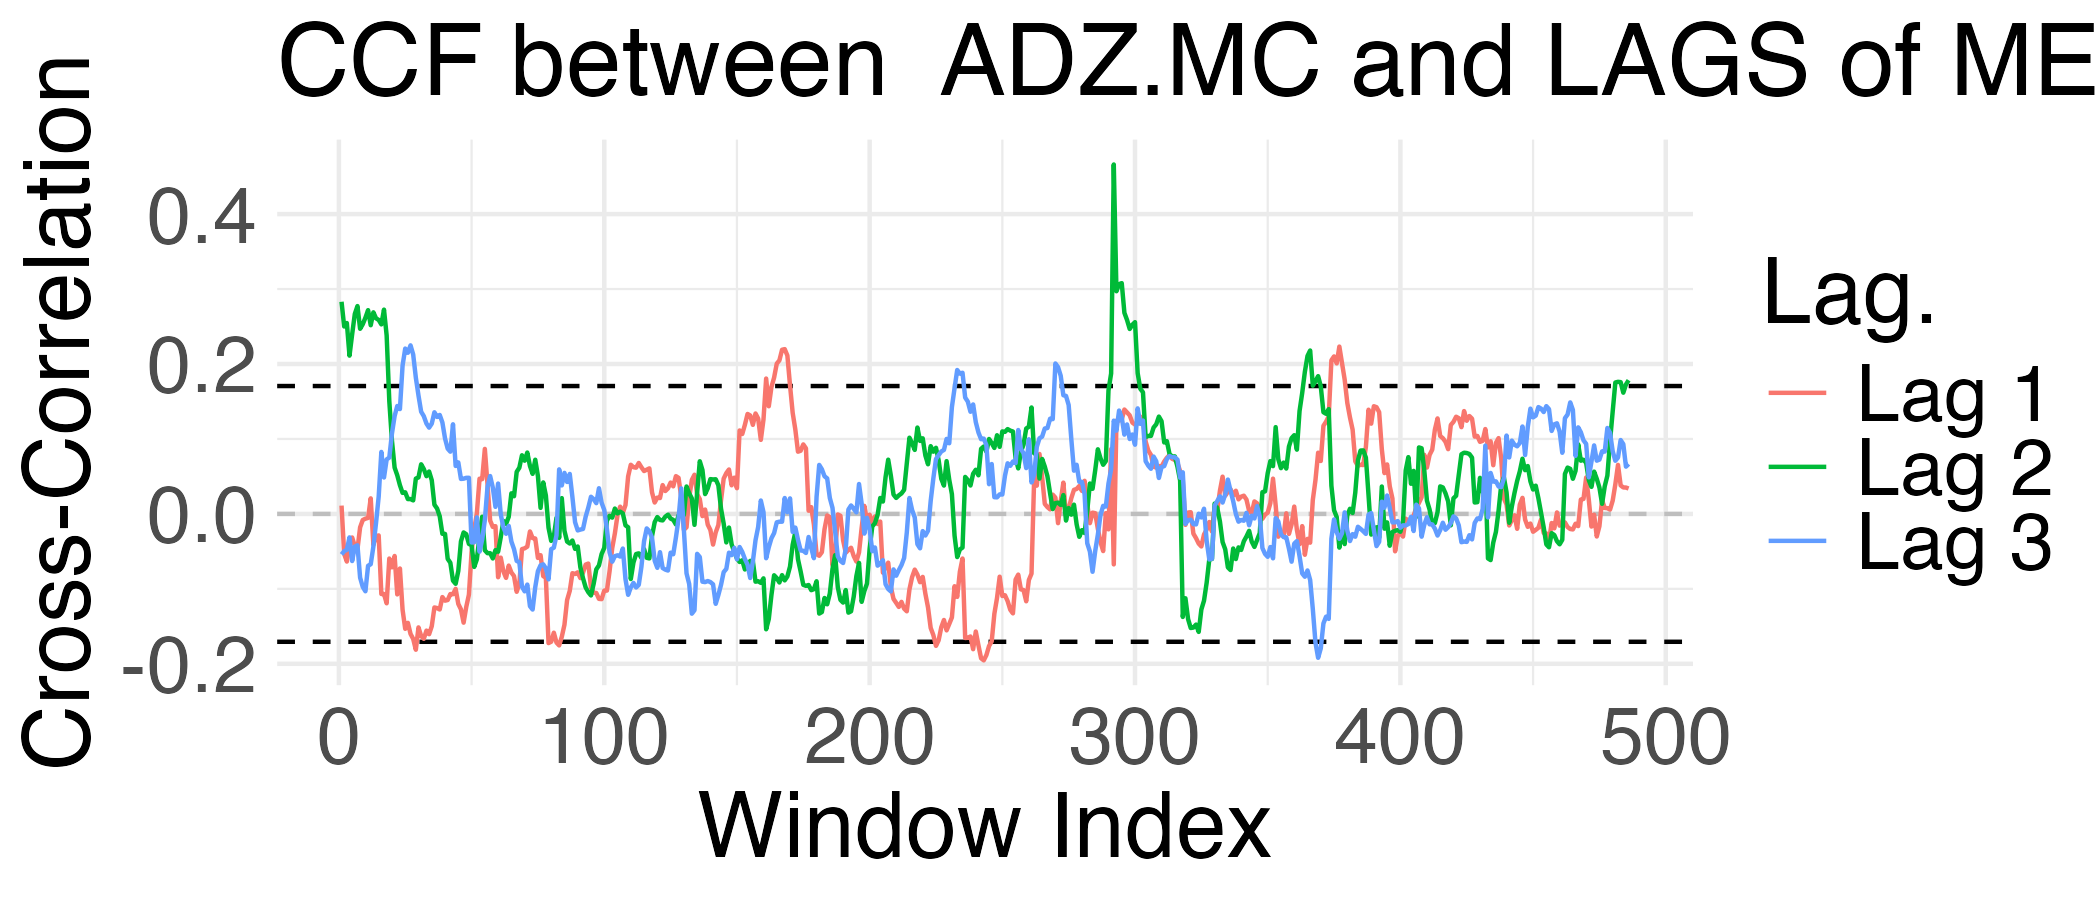 CCF between ADZ.MC and LAGS of ME
Cross-Correlation
0.4
0.2
0.0
-0.2
0
100
200
300
400
500
Window Index
Lag.
Lag 1
Lag 2
Lag 3